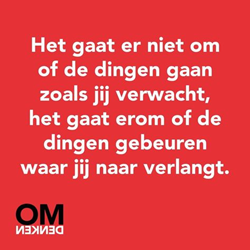 Het gaat er niet om
of de dingen gaan
zoals jij verwacht,
het gaat erom of de
dingen gebeuren
waar jij naar verlangt.
OM
DENKEN